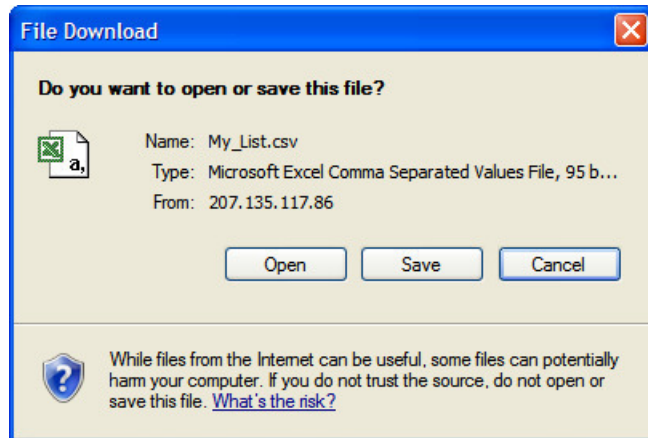 File Download
Do you want to open or save this file?
a,
Name: My_List.csv
Type: Microsoft Excel Comma Separated Values File, 95 b...
From: 207.135.117.86
Open Save Cancel
While files from the Internet can be useful, some files can potentially
harm your computer. If you do not trust the source, do not open or
save this file. What's the risk?